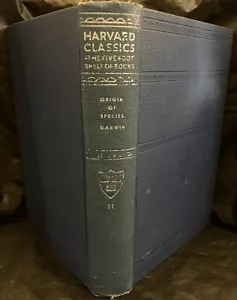 HARVARD
CLASSICS
THE FIVE FOOT
SHELF OF BOOKS
ORIGIN
OF
SPECIES
DARWIN
11